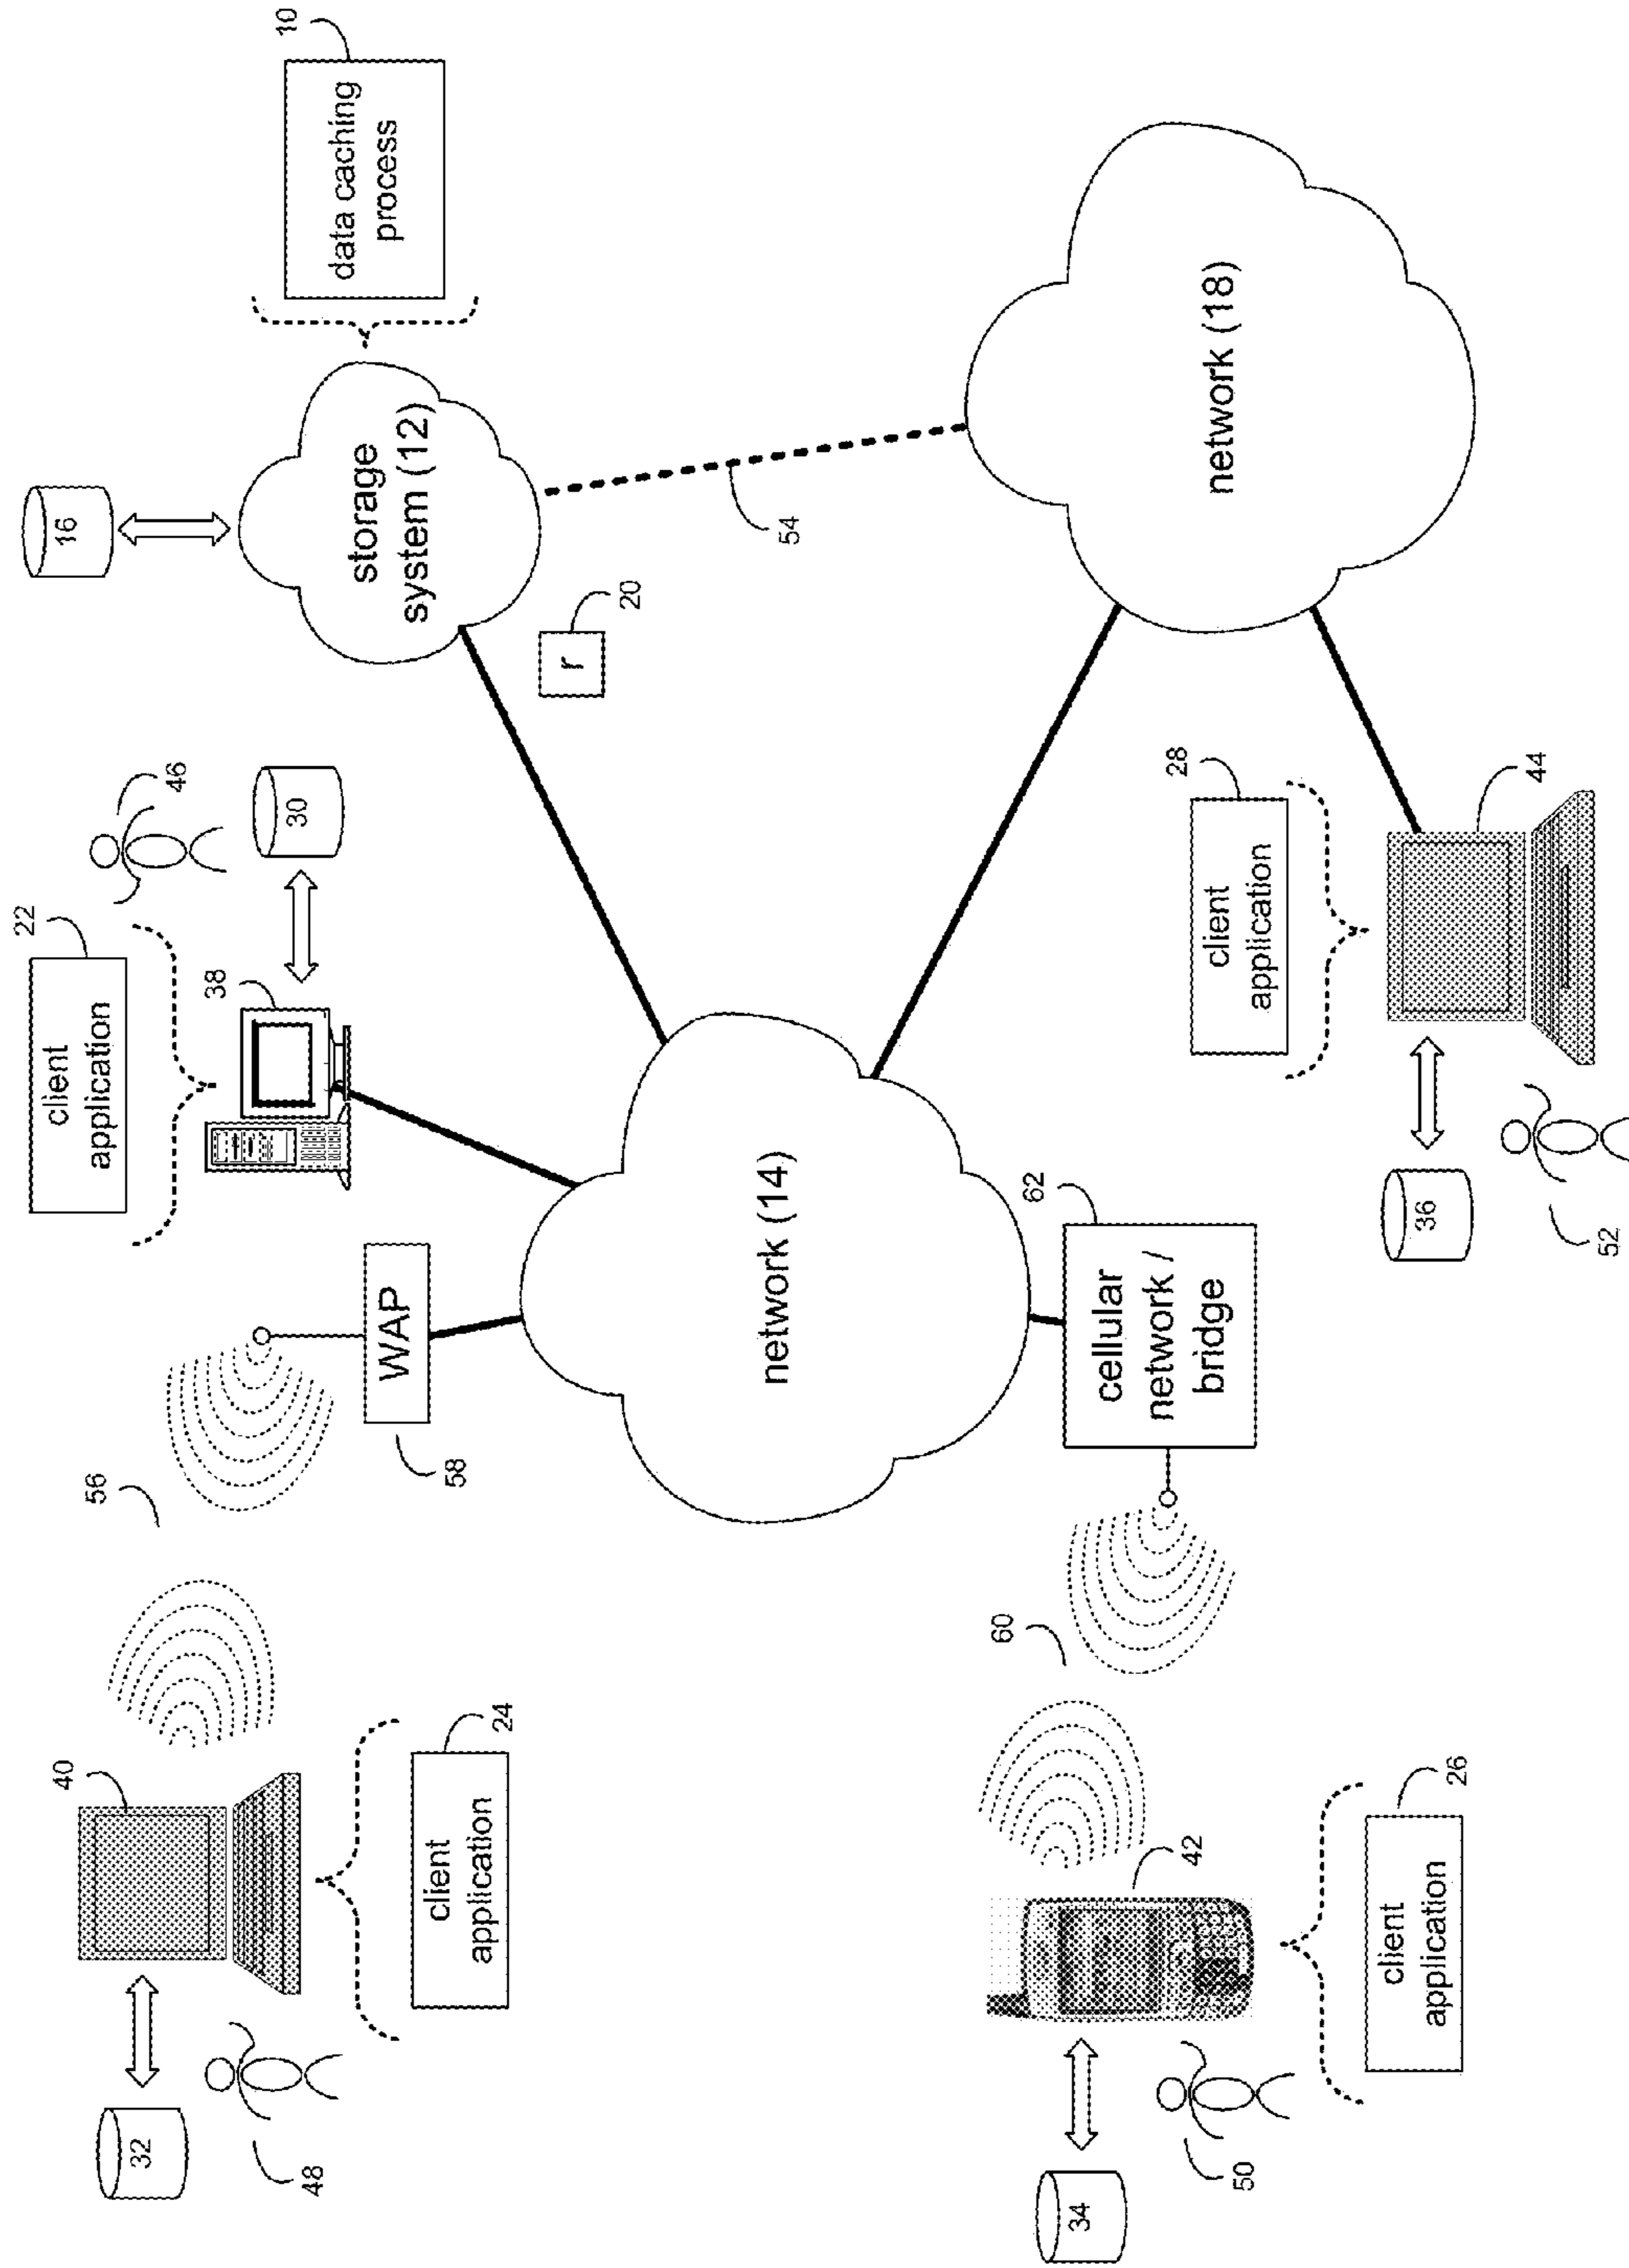 32
48
40
client
application
24
56
WAP
58
client
application
22
38
46
30
16
storage
system (12)
data caching
process
10
r
20
54
network (14)
network (18)
34
50
42
client
application
26
60
cellular
network /
bridge
62
36
52
client
application
28
44